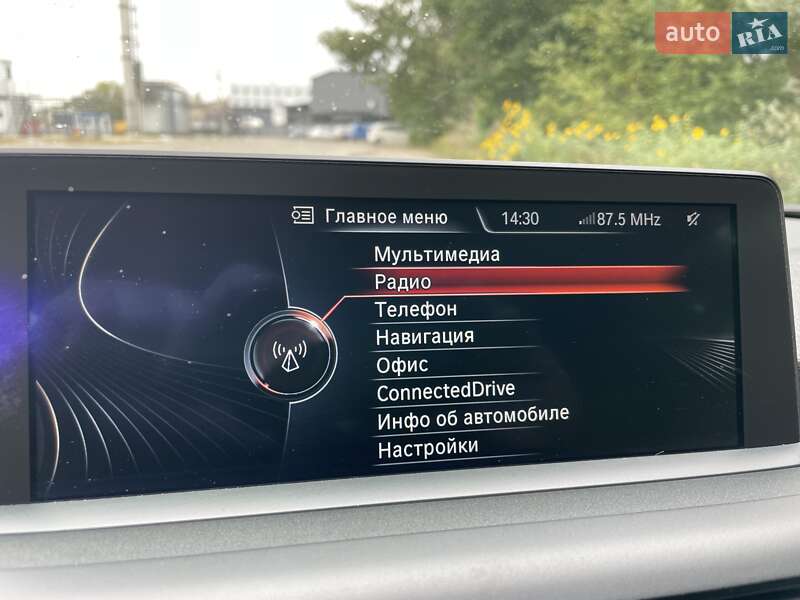 auto RIA
Главное меню 14:30 87.5 MHz
Мультимедиа
Радио
Телефон
Навигация
Офис
ConnectedDrive
Инфо об автомобиле
Настройки